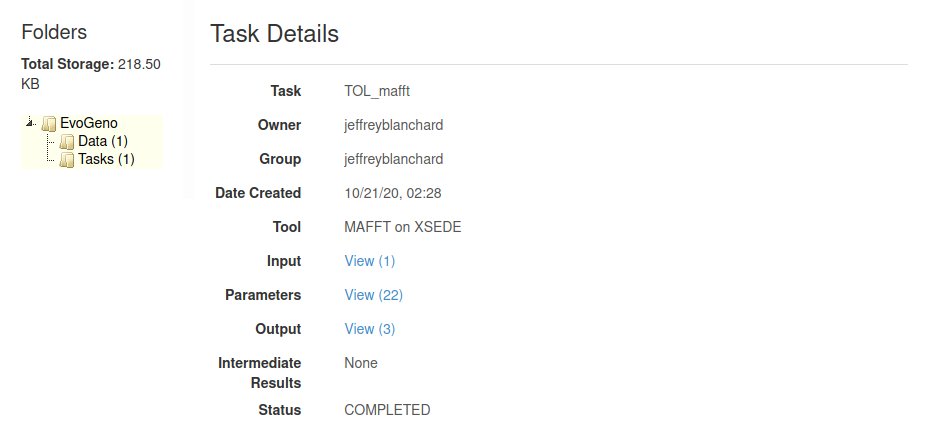 Folders
Total Storage: 218.50
KB
EvoGeno
Data (1)
Tasks (1)
Task Details
Task TOL_mafft
Owner jeffreyblanchard
Group jeffreyblanchard
Date Created 10/21/20, 02:28
Tool MAFFT on XSEDE
Input View (1)
Parameters View (22)
Output View (3)
Intermediate None
Results
Status COMPLETED